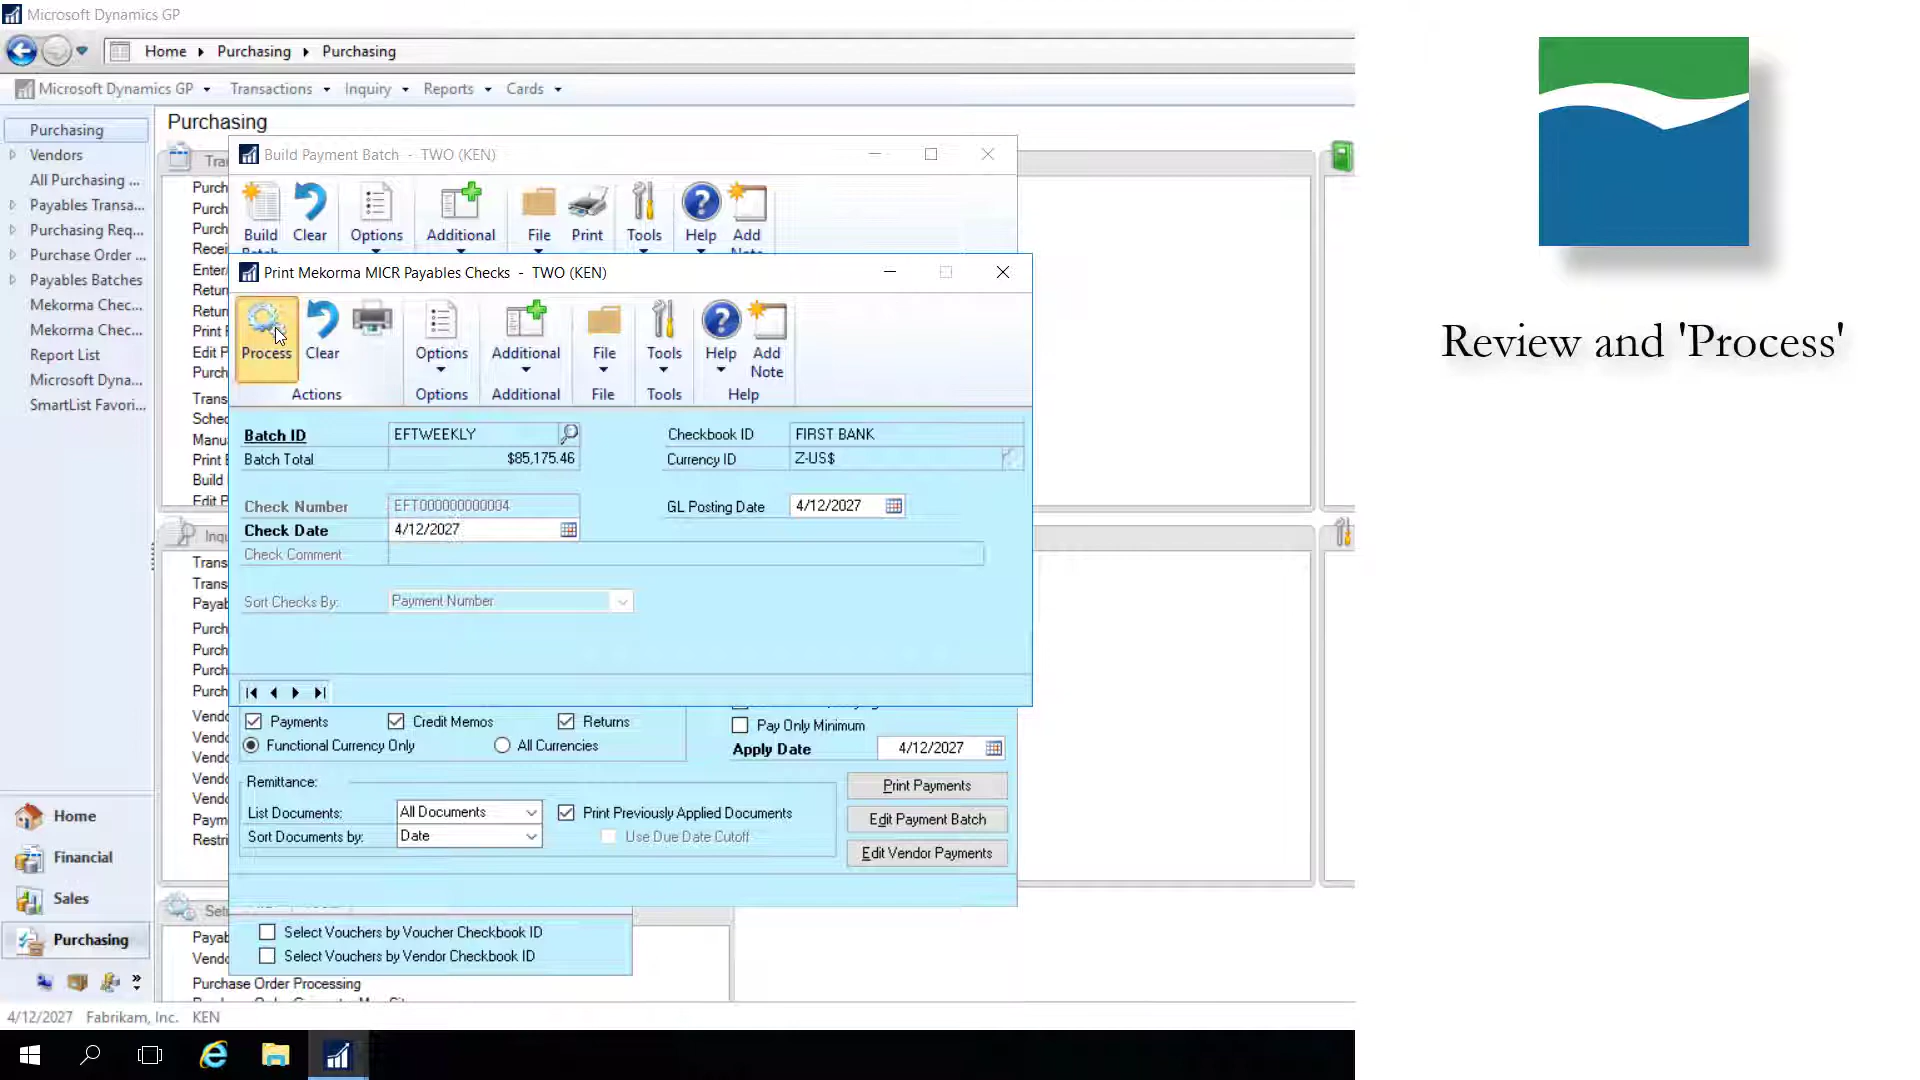 Microsoft Dynamics GP
Home Purchasing Purchasing
Microsoft Dynamics GP Transactions Inquiry Reports Cards
Purchasing
Vendors
All Purchasing ...
Payables Transa...
Purchasing Req...
Purchase Order ...
Payables Batches
Mekorma Chec...
Mekorma Chec...
Report List
Microsoft Dyna...
SmartList Favori...
Home
Financial
Sales
Purchasing
Purchasing
Build Payment Batch - TWO (KEN)
Build Clear Options Additional File Print Tools Help Add
Print Mekorma MICR Payables Checks - TWO (KEN)
Process Clear Options Additional File Tools Help Add Note
Actions Options Additional File Tools Help
Batch ID EFTWEEKLY Checkbook ID FIRST BANK
Batch Total $85,175.46 Currency ID Z-US$
Check Number EFT000000000004 GL Posting Date 4/12/2027
Check Date 4/12/2027
Check Comment
Sort Checks By: Payment Number
Payments Credit Memos Returns Pay Only Minimum
Functional Currency Only All Currencies Apply Date 4/12/2027
Remittance: Print Payments
List Documents: All Documents Print Previously Applied Documents Edit Payment Batch
Sort Documents by: Date Use Due Date Cutoff
Edit Vendor Payments
Select Vouchers by Voucher Checkbook ID
Select Vouchers by Vendor Checkbook ID
Purchase Order Processing
4/12/2027 Fabrikam, Inc. KEN
Review and 'Process'